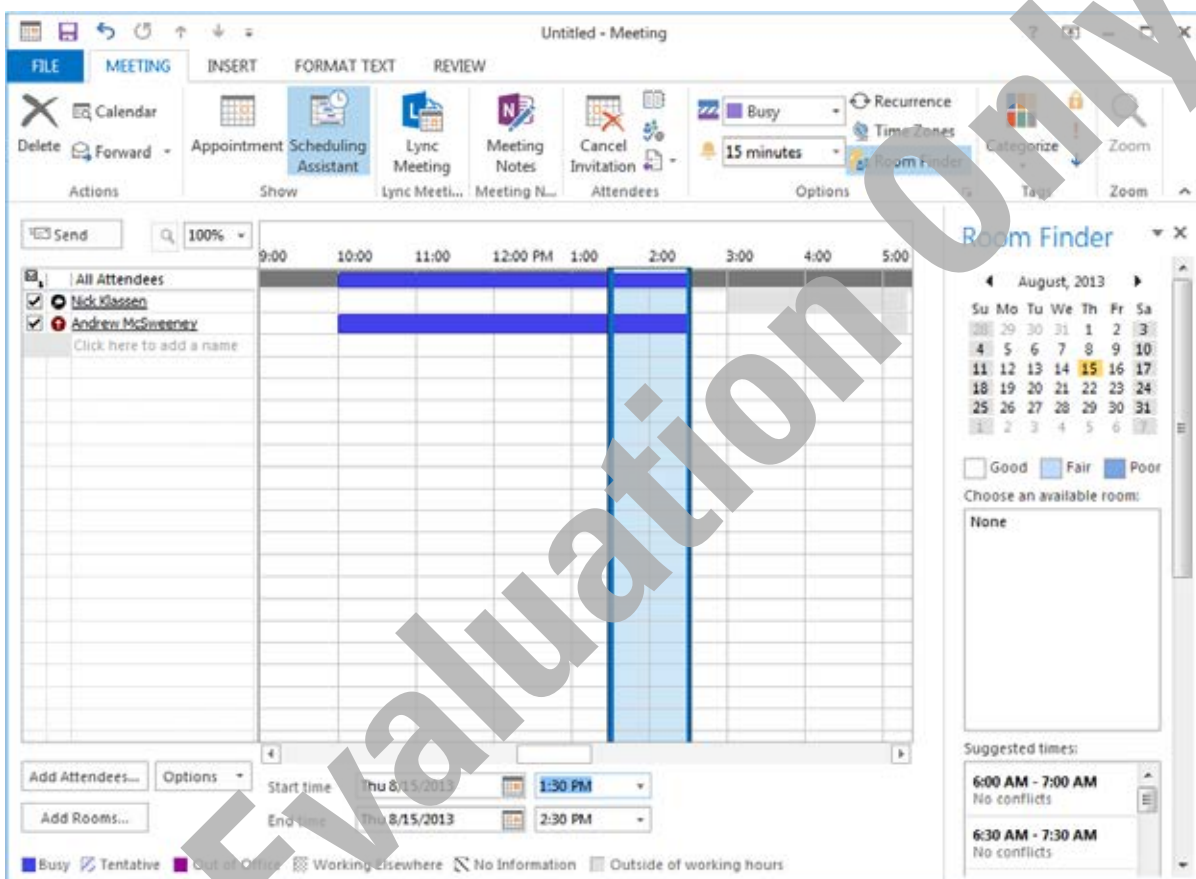 Untitled - Meeting
FILE MEETING INSERT FORMAT TEXT REVIEW
Delete
Calendar
Forward
Actions
Appointment
Scheduling Assistant
Show
Lync Meeting
Lync Meeti...
Meeting Notes
Meeting N...
Cancel Invitation
Attendees
Busy
15 minutes
Recurrence
Time Zones
Room Finder
Options
Categorize
Tags
Zoom
Zoom
Send
100%
9:00 10:00 11:00 12:00 PM 1:00 2:00 3:00 4:00 5:00
All Attendees
Nick Klassen
Andrew McSweeney
Click here to add a name
Add Attendees... Options
Add Rooms...
Start time Thu 8/15/2013 1:30 PM
End time Thu 8/15/2013 2:30 PM
Busy Tentative Out of Office Working Elsewhere No Information Outside of working hours
Room Finder
August, 2013
Su Mo Tu We Th Fr Sa
28 29 30 31 1 2 3
4 5 6 7 8 9 10
11 12 13 14 15 16 17
18 19 20 21 22 23 24
25 26 27 28 29 30 31
1 2 3 4 5 6 7
Good Fair Poor
Choose an available room:
None
Suggested times:
6:00 AM - 7:00 AM
No conflicts
6:30 AM - 7:30 AM
No conflicts
Evaluation Only